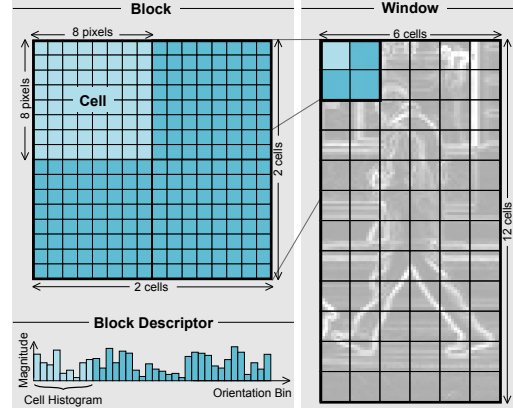 Block
8 pixels
8 pixels
Cell
2 cells
2 cells
Block Descriptor
Magnitude
Cell Histogram
Orientation Bin
Window
6 cells
12 cells